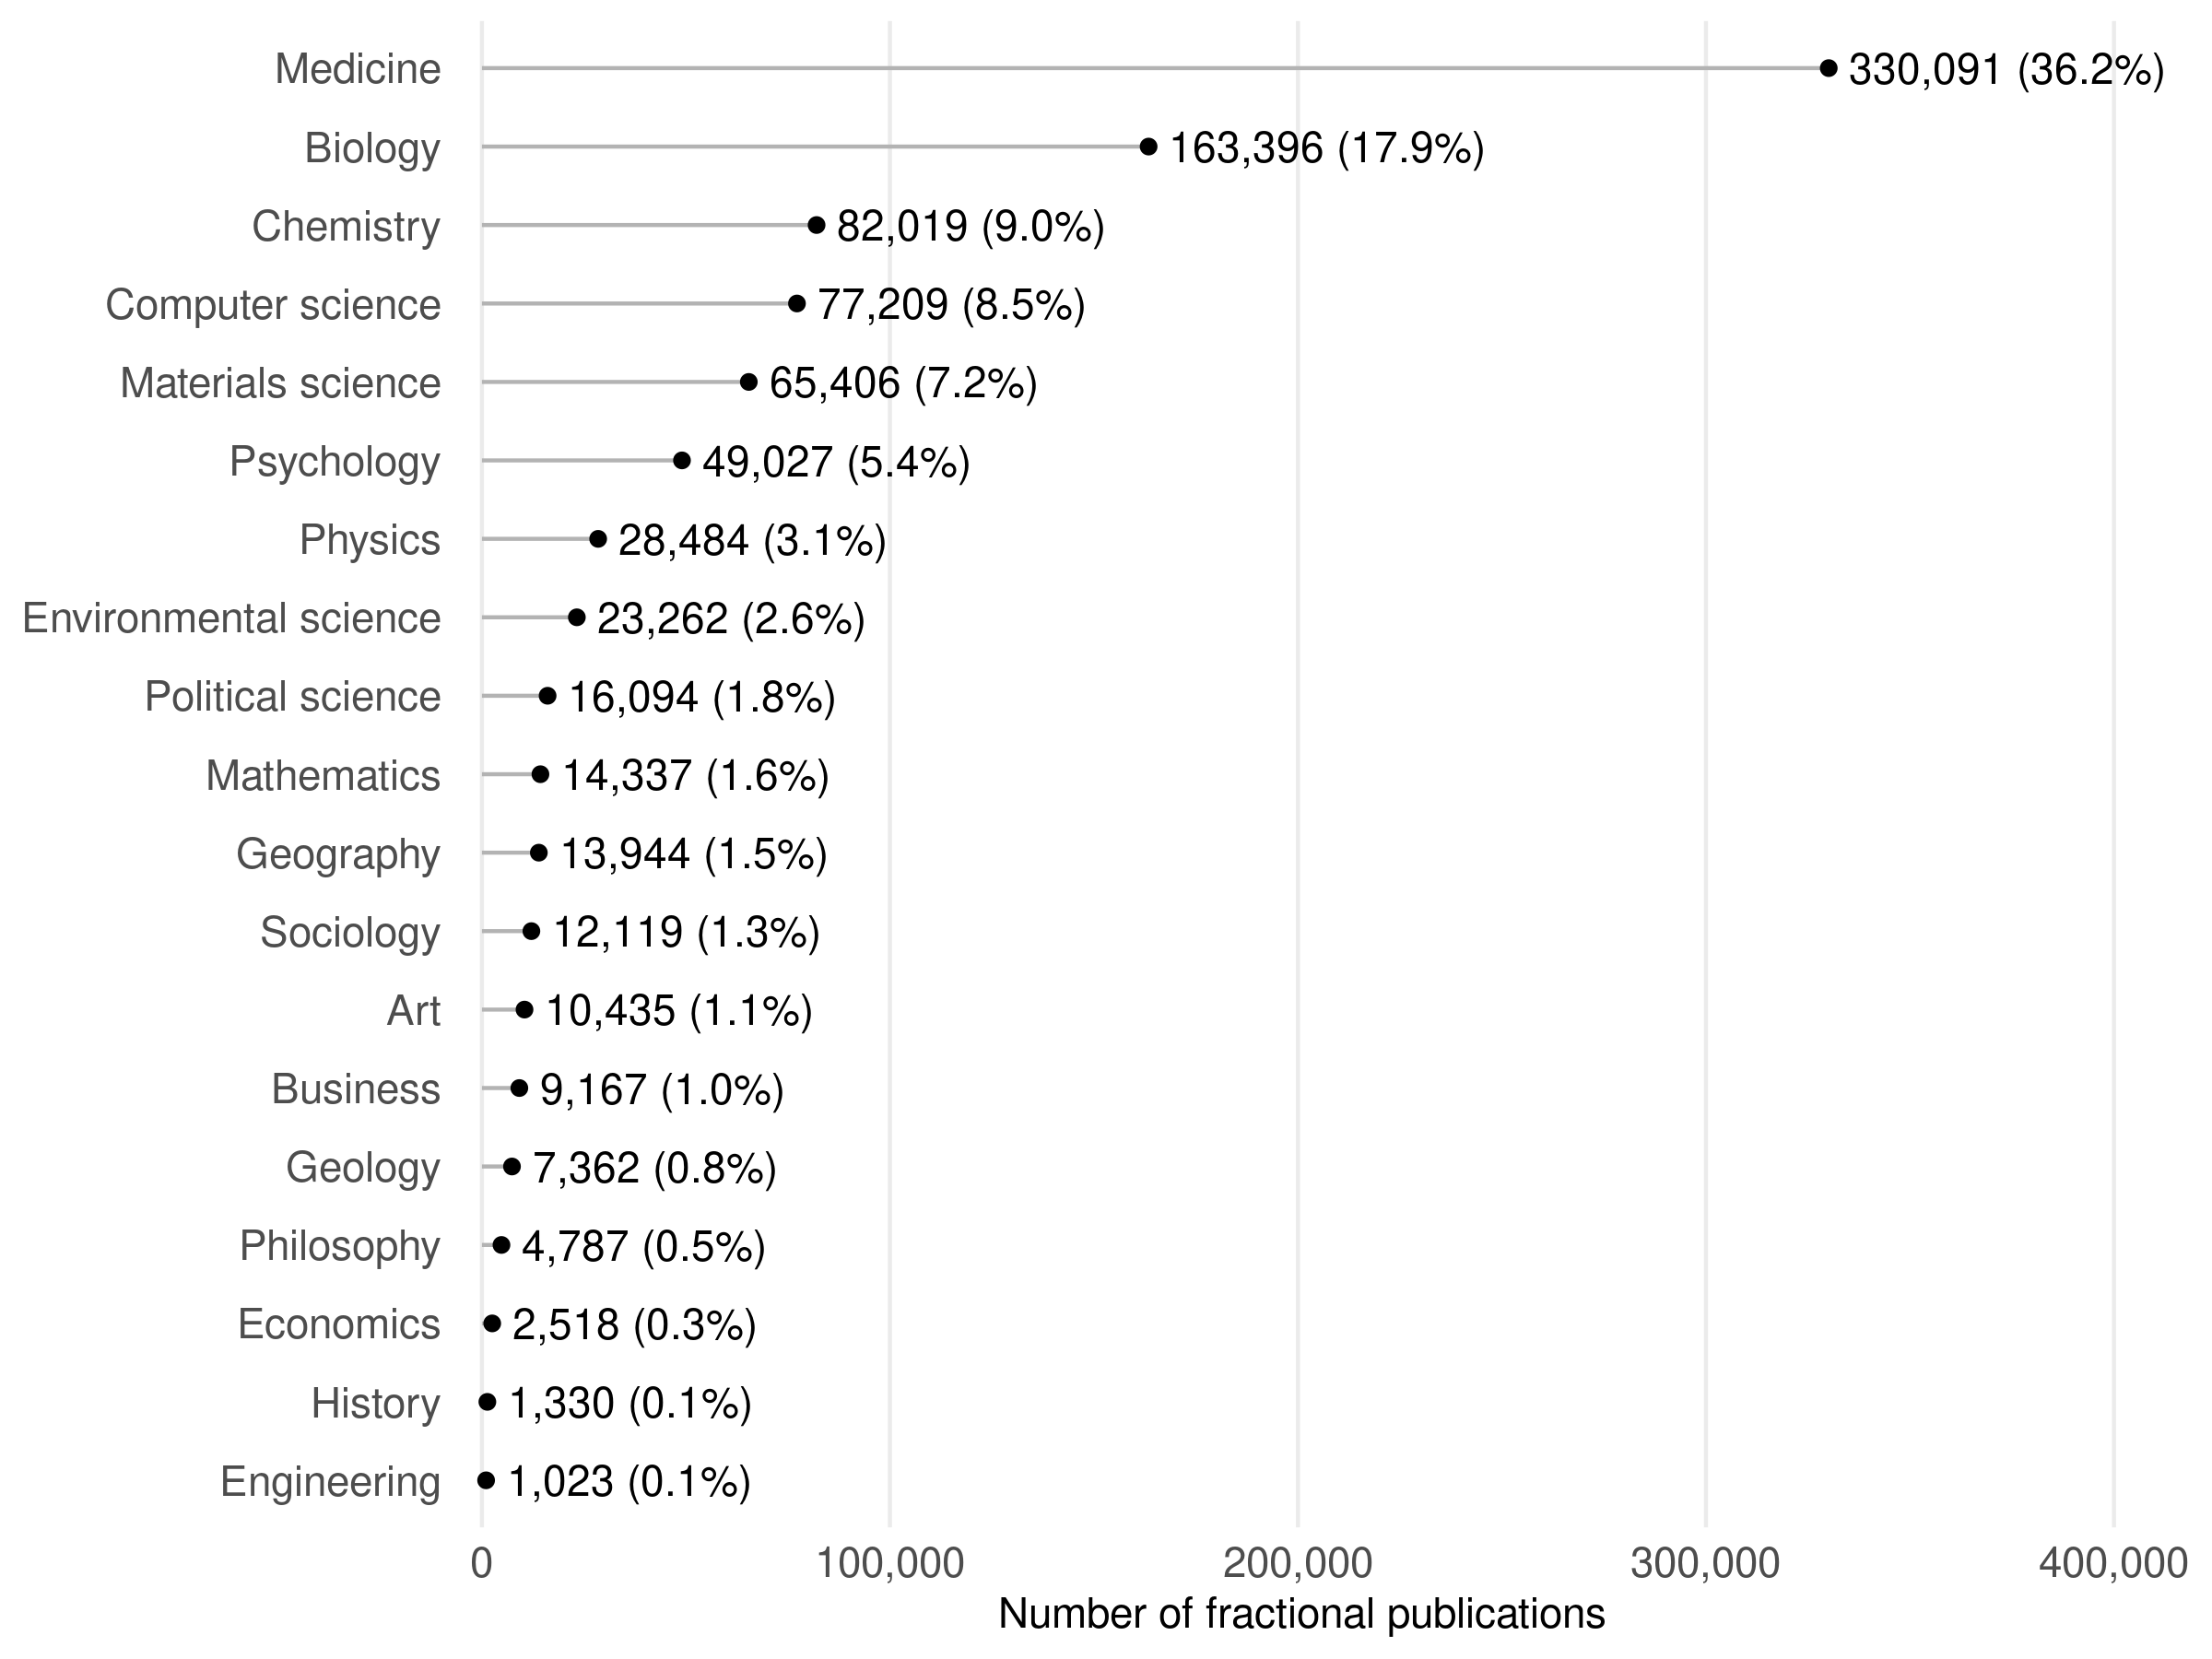 Medicine 330,091 (36.2%)
Biology 163,396 (17.9%)
Chemistry 82,019 (9.0%)
Computer science 77,209 (8.5%)
Materials science 65,406 (7.2%)
Psychology 49,027 (5.4%)
Physics 28,484 (3.1%)
Environmental science 23,262 (2.6%)
Political science 16,094 (1.8%)
Mathematics 14,337 (1.6%)
Geography 13,944 (1.5%)
Sociology 12,119 (1.3%)
Art 10,435 (1.1%)
Business 9,167 (1.0%)
Geology 7,362 (0.8%)
Philosophy 4,787 (0.5%)
Economics 2,518 (0.3%)
History 1,330 (0.1%)
Engineering 1,023 (0.1%)
0 100,000 200,000 300,000 400,000
Number of fractional publications